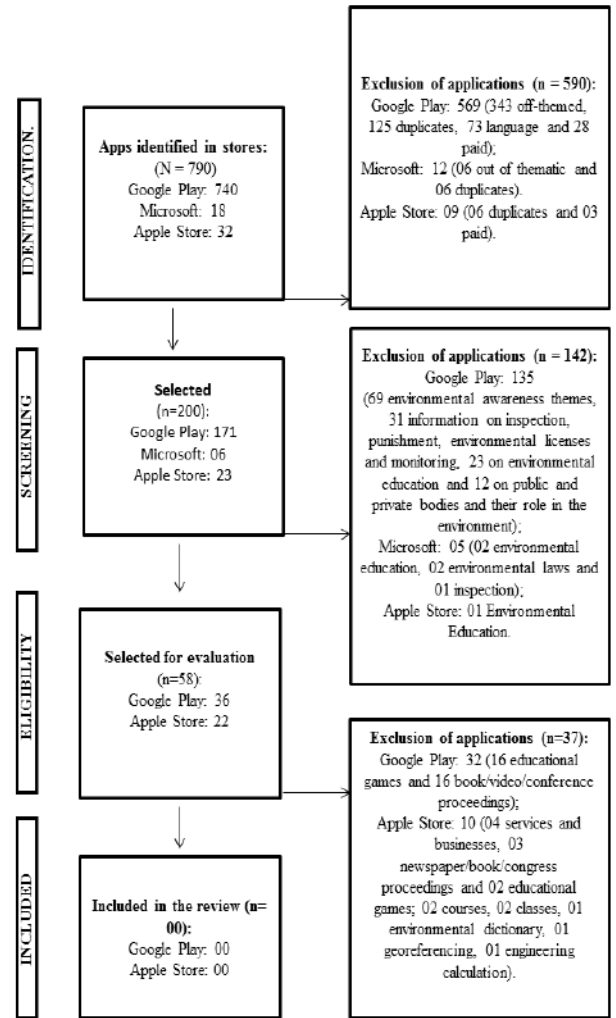 IDENTIFICATION.
Apps identified in stores:
(N = 790)
Google Play: 740
Microsoft: 18
Apple Store: 32
Exclusion of applications (n = 590):
Google Play: 569 (343 off-themed,
125 duplicates, 73 language and 28
paid);
Microsoft: 12 (06 out of thematic and
06 duplicates).
Apple Store: 09 (06 duplicates and 03
paid).
SCREENING
Selected
(n=200):
Google Play: 171
Microsoft: 06
Apple Store: 23
Exclusion of applications (n = 142):
Google Play: 135
(69 environmental awareness themes,
31 information on inspection,
punishment, environmental licenses
and monitoring, 23 on environmental
education and 12 on public and
private bodies and their role in the
environment);
Microsoft: 05 (02 environmental
education, 02 environmental laws and
01 inspection);
Apple Store: 01 Environmental
Education.
ELIGIBILITY
Selected for evaluation
(n=58):
Google Play: 36
Apple Store: 22
Exclusion of applications (n=37):
Google Play: 32 (16 educational
games and 16 book/video/conference
proceedings);
Apple Store: 10 (04 services and
businesses, 03
newspaper/book/congress
proceedings and 02 educational
games; 02 courses, 02 classes, 01
environmental dictionary, 01
georeferencing, 01 engineering
calculation).
INCLUDED
Included in the review (n=
00):
Google Play: 00
Apple Store: 00